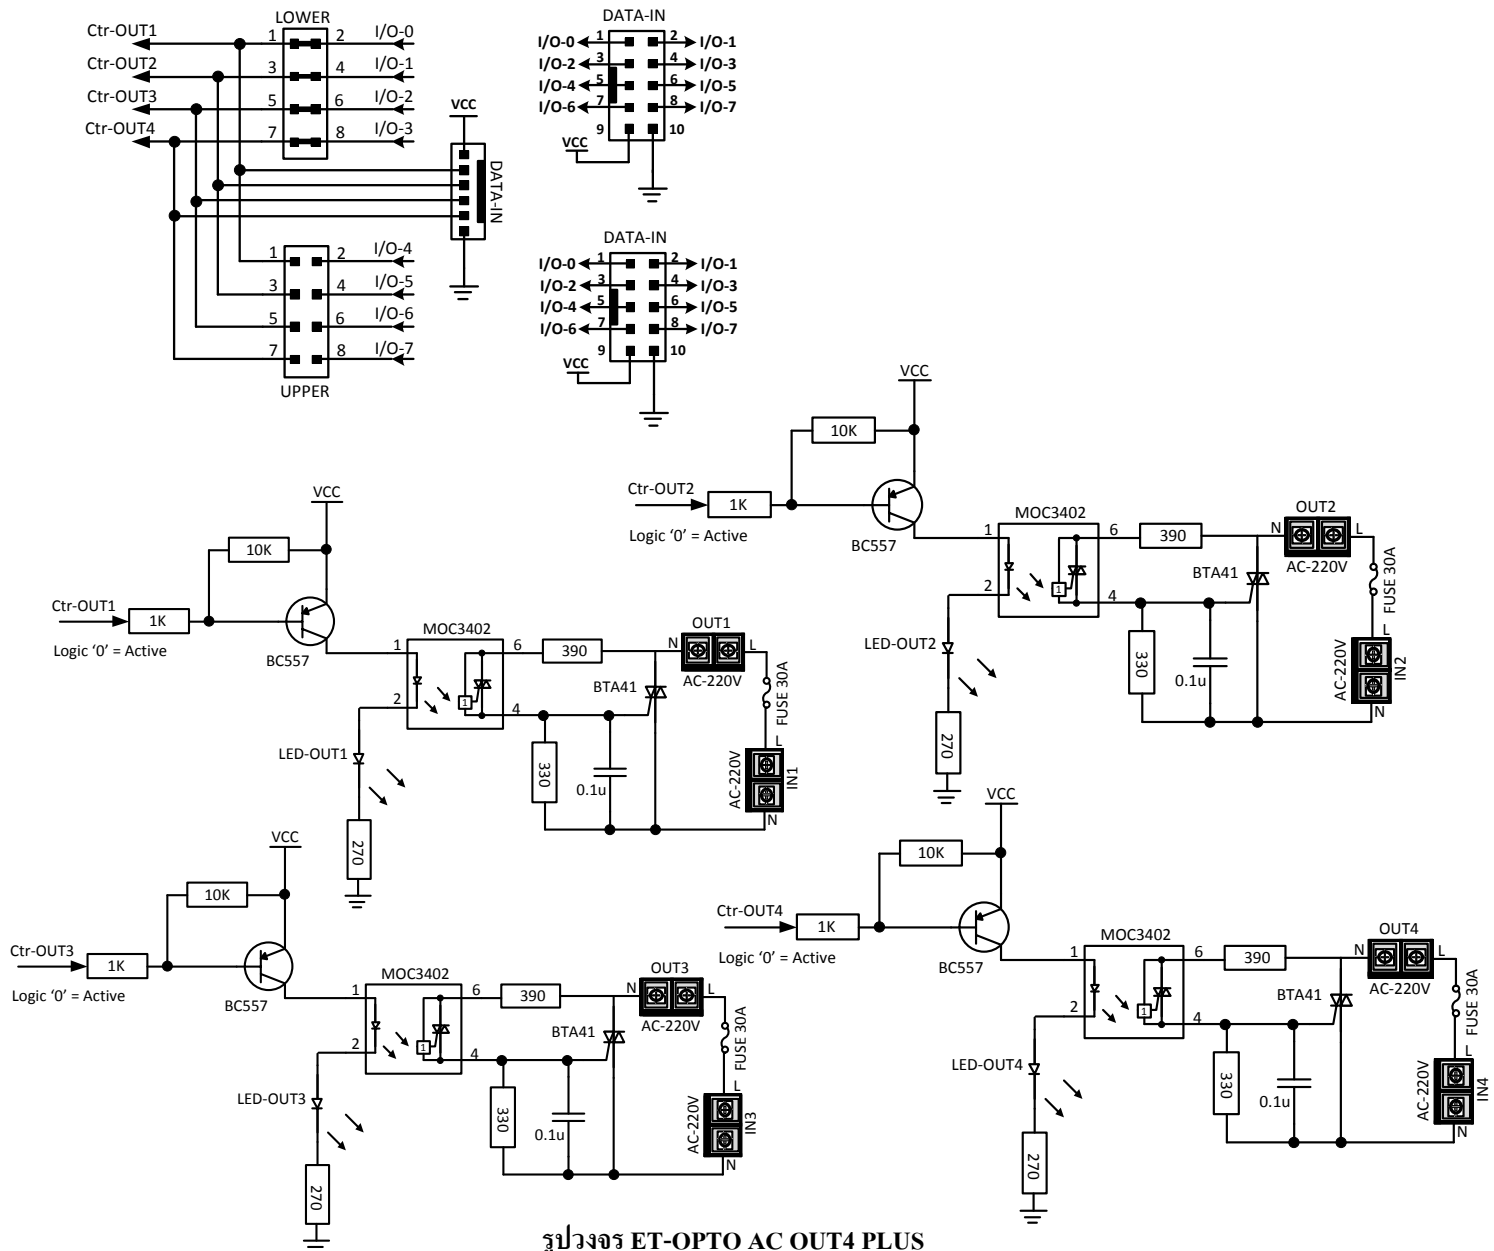 LOWER
Ctr-OUT1 1 2 I/O-0
Ctr-OUT2 3 4 I/O-1
Ctr-OUT3 5 6 I/O-2
Ctr-OUT4 7 8 I/O-3
VCC
DATA-IN
1 2 I/O-4
3 4 I/O-5
5 6 I/O-6
7 8 I/O-7
UPPER
DATA-IN
I/O-0 1 2 I/O-1
I/O-2 3 4 I/O-3
I/O-4 5 6 I/O-5
I/O-6 7 8 I/O-7
9 10
VCC
DATA-IN
I/O-0 1 2 I/O-1
I/O-2 3 4 I/O-3
I/O-4 5 6 I/O-5
I/O-6 7 8 I/O-7
9 10
VCC
VCC
10K
Ctr-OUT1
1K
Logic ‘0’ = Active
BC557
MOC3402
1 6
2 4
1
390
BTA41
N OUT1 L
AC-220V
FUSE 30A
LED-OUT1
270
330
0.1u
L
AC-220V
IN1
N
VCC
10K
Ctr-OUT2
1K
Logic ‘0’ = Active
BC557
MOC3402
1 6
2 4
1
390
BTA41
N OUT2 L
AC-220V
FUSE 30A
LED-OUT2
270
330
0.1u
L
AC-220V
IN2
N
VCC
10K
Ctr-OUT3
1K
Logic ‘0’ = Active
BC557
MOC3402
1 6
2 4
1
390
BTA41
N OUT3 L
AC-220V
FUSE 30A
LED-OUT3
270
330
0.1u
L
AC-220V
IN3
N
VCC
10K
Ctr-OUT4
1K
Logic ‘0’ = Active
BC557
MOC3402
1 6
2 4
1
390
BTA41
N OUT4 L
AC-220V
FUSE 30A
LED-OUT4
270
330
0.1u
L
AC-220V
IN4
N
รูปวงจร ET-OPTO AC OUT4 PLUS